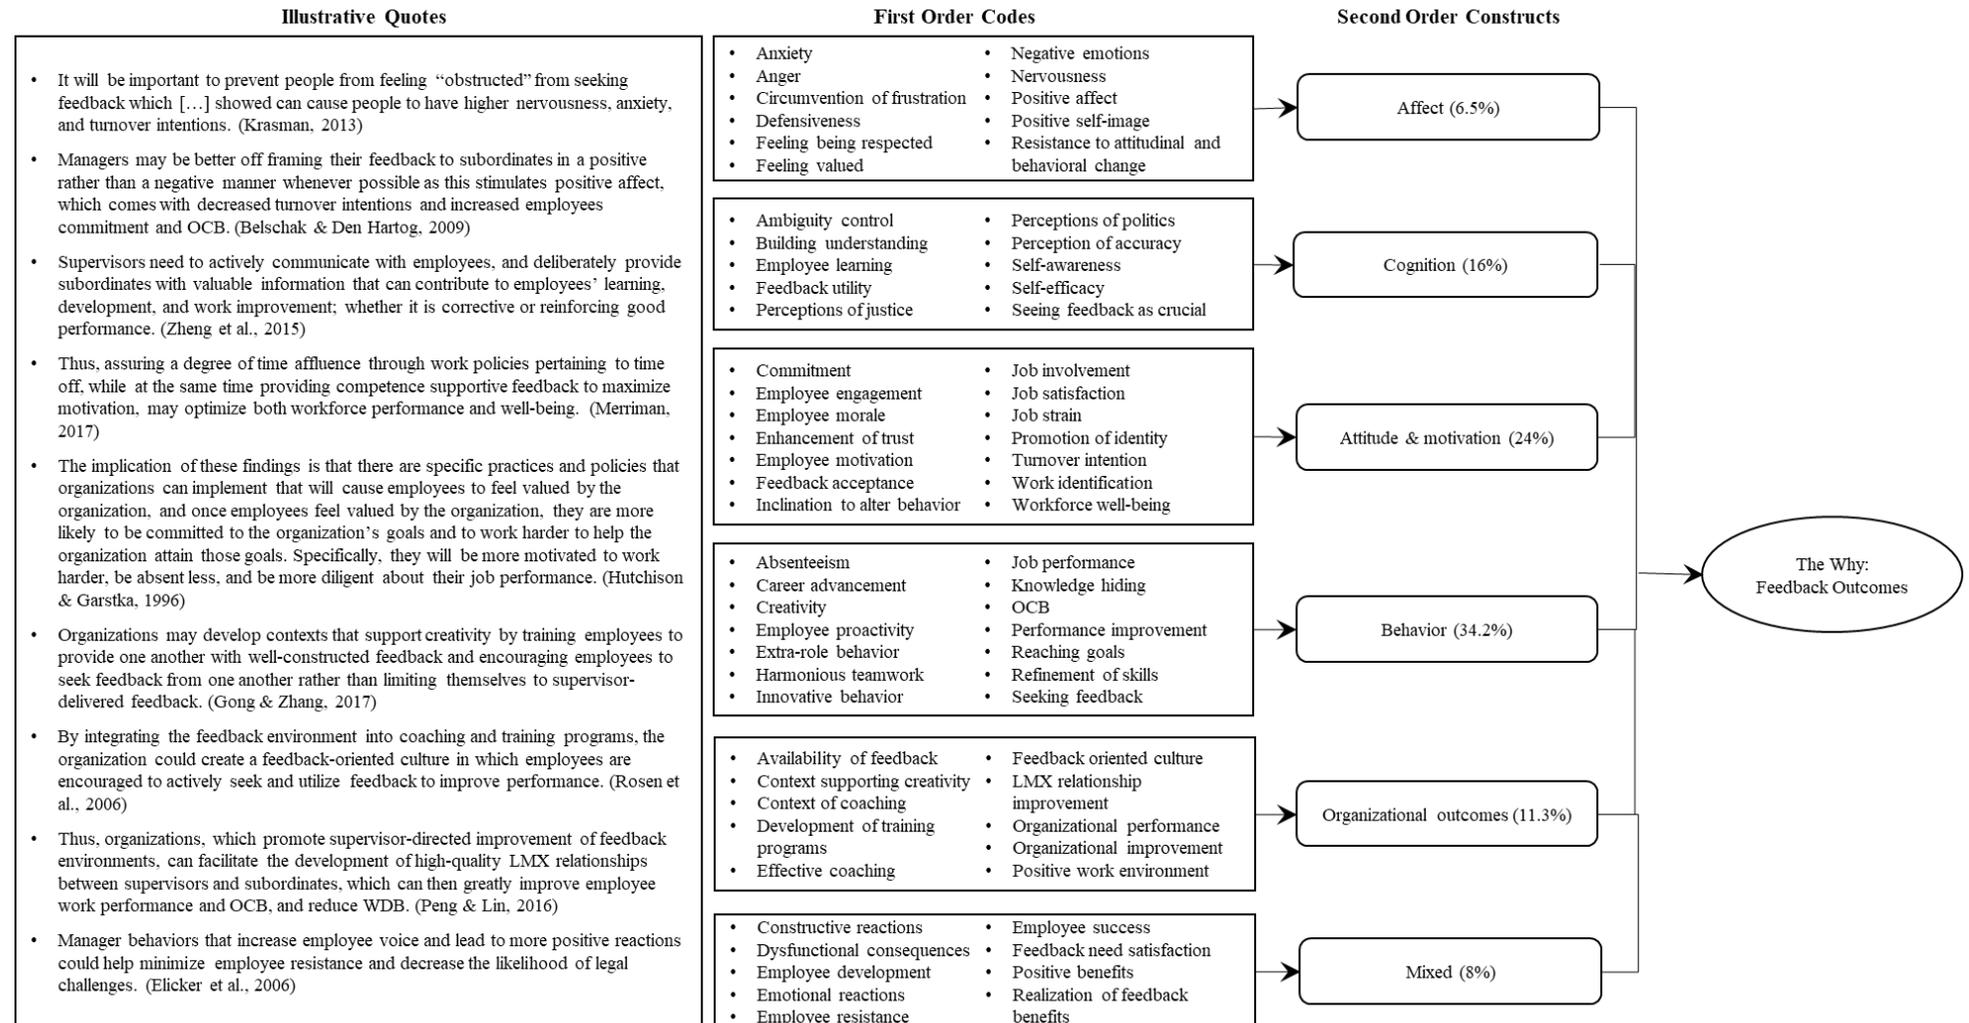 Illustrative Quotes
First Order Codes
Second Order Constructs
• It will be important to prevent people from feeling “obstructed” from seeking
feedback which […] showed can cause people to have higher nervousness, anxiety,
and turnover intentions. (Krasman, 2013)
• Managers may be better off framing their feedback to subordinates in a positive
rather than a negative manner whenever possible as this stimulates positive affect,
which comes with decreased turnover intentions and increased employees
commitment and OCB. (Belschak & Den Hartog, 2009)
• Supervisors need to actively communicate with employees, and deliberately provide
subordinates with valuable information that can contribute to employees’ learning,
development, and work improvement; whether it is corrective or reinforcing good
performance. (Zheng et al., 2015)
• Thus, assuring a degree of time affluence through work policies pertaining to time
off, while at the same time providing competence supportive feedback to maximize
motivation, may optimize both workforce performance and well-being. (Merriman,
2017)
• The implication of these findings is that there are specific practices and policies that
organizations can implement that will cause employees to feel valued by the
organization, and once employees feel valued by the organization, they are more
likely to be committed to the organization’s goals and to work harder to help the
organization attain those goals. Specifically, they will be more motivated to work
harder, be absent less, and be more diligent about their job performance. (Hutchison
& Garstka, 1996)
• Organizations may develop contexts that support creativity by training employees to
provide one another with well-constructed feedback and encouraging employees to
seek feedback from one another rather than limiting themselves to supervisor-
delivered feedback. (Gong & Zhang, 2017)
• By integrating the feedback environment into coaching and training programs, the
organization could create a feedback-oriented culture in which employees are
encouraged to actively seek and utilize feedback to improve performance. (Rosen et
al., 2006)
• Thus, organizations, which promote supervisor-directed improvement of feedback
environments, can facilitate the development of high-quality LMX relationships
between supervisors and subordinates, which can then greatly improve employee
work performance and OCB, and reduce WDB. (Peng & Lin, 2016)
• Manager behaviors that increase employee voice and lead to more positive reactions
could help minimize employee resistance and decrease the likelihood of legal
challenges. (Elicker et al., 2006)
• Anxiety
• Anger
• Circumvention of frustration
• Defensiveness
• Feeling being respected
• Feeling valued
• Negative emotions
• Nervousness
• Positive affect
• Positive self-image
• Resistance to attitudinal and
behavioral change
Affect (6.5%)
• Ambiguity control
• Building understanding
• Employee learning
• Feedback utility
• Perceptions of justice
• Perceptions of politics
• Perception of accuracy
• Self-awareness
• Self-efficacy
• Seeing feedback as crucial
Cognition (16%)
• Commitment
• Employee engagement
• Employee morale
• Enhancement of trust
• Employee motivation
• Feedback acceptance
• Inclination to alter behavior
• Job involvement
• Job satisfaction
• Job strain
• Promotion of identity
• Turnover intention
• Work identification
• Workforce well-being
Attitude & motivation (24%)
• Absenteeism
• Career advancement
• Creativity
• Employee proactivity
• Extra-role behavior
• Harmonious teamwork
• Innovative behavior
• Job performance
• Knowledge hiding
• OCB
• Performance improvement
• Reaching goals
• Refinement of skills
• Seeking feedback
Behavior (34.2%)
• Availability of feedback
• Context supporting creativity
• Context of coaching
• Development of training
programs
• Effective coaching
• Feedback oriented culture
• LMX relationship
improvement
• Organizational performance
• Organizational improvement
• Positive work environment
Organizational outcomes (11.3%)
• Constructive reactions
• Dysfunctional consequences
• Employee development
• Emotional reactions
• Employee resistance
• Employee success
• Feedback need satisfaction
• Positive benefits
• Realization of feedback
benefits
Mixed (8%)
The Why:
Feedback Outcomes